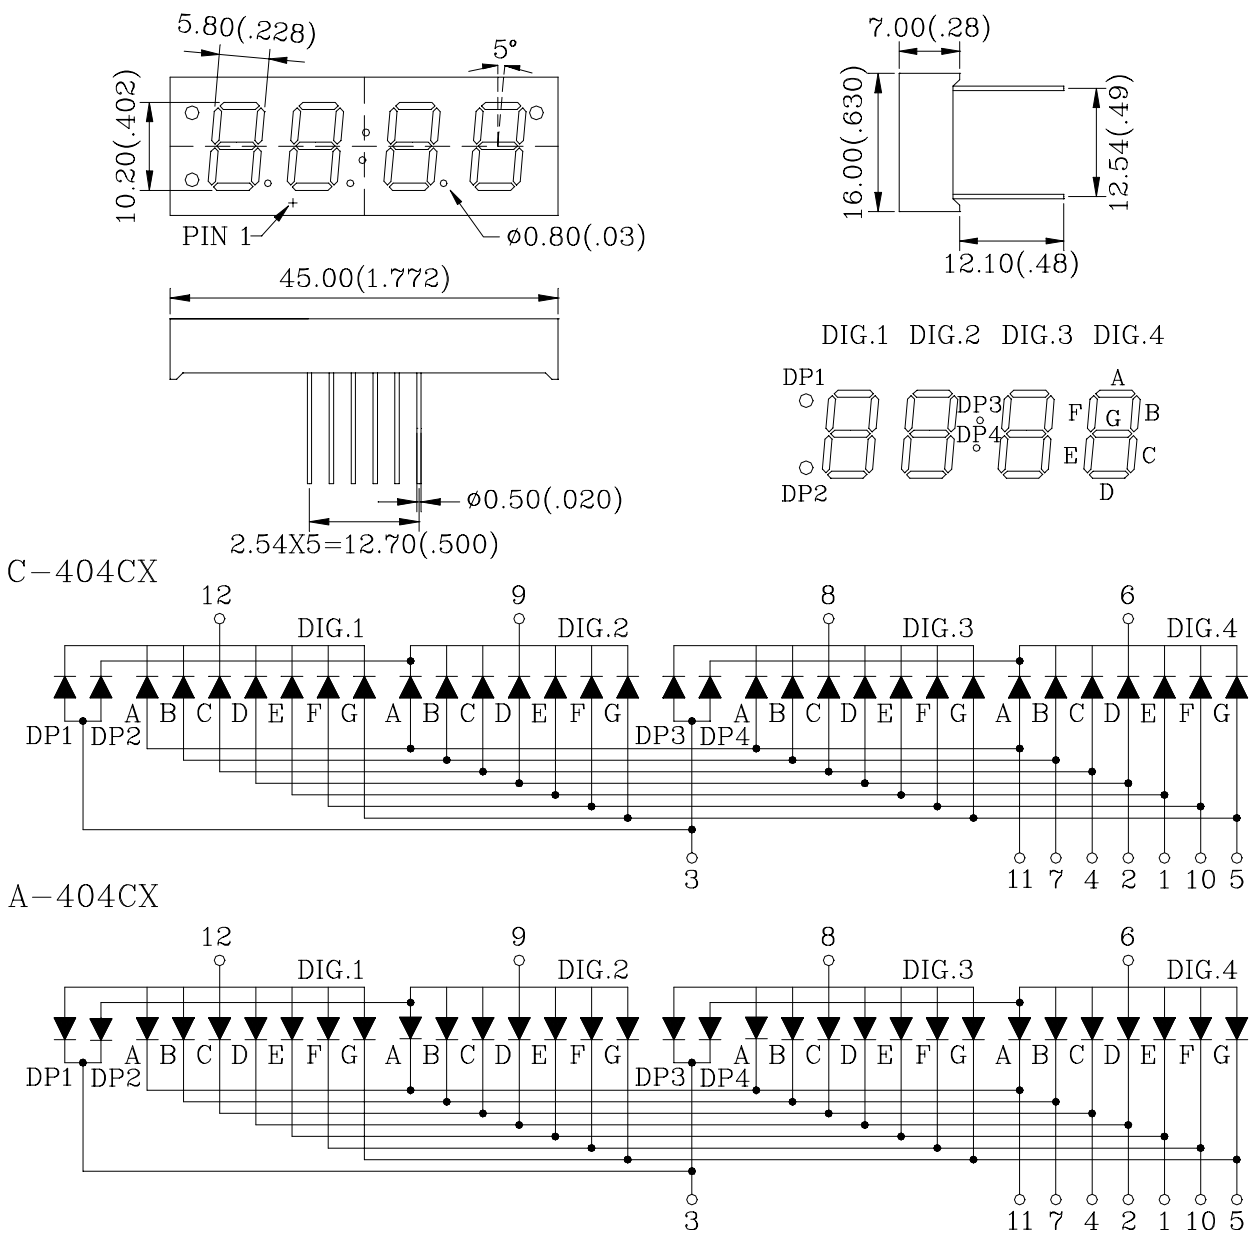 5.80(.228)
5°
7.00(.28)
10.20(.402)
16.00(.630)
12.54(.49)
PIN 1
ø0.80(.03)
12.10(.48)
45.00(1.772)
DIG.1 DIG.2 DIG.3 DIG.4
DP1
A
DP3
F
G
B
DP4
E
C
DP2
D
ø0.50(.020)
2.54X5=12.70(.500)
C-404CX
12 9 8 6
DIG.1 DIG.2 DIG.3 DIG.4
A B C D E F G A B C D E F G A B C D E F G A B C D E F G
DP1 DP2 DP3 DP4
3 11 7 4 2 1 10 5
A-404CX
12 9 8 6
DIG.1 DIG.2 DIG.3 DIG.4
A B C D E F G A B C D E F G A B C D E F G A B C D E F G
DP1 DP2 DP3 DP4
3 11 7 4 2 1 10 5